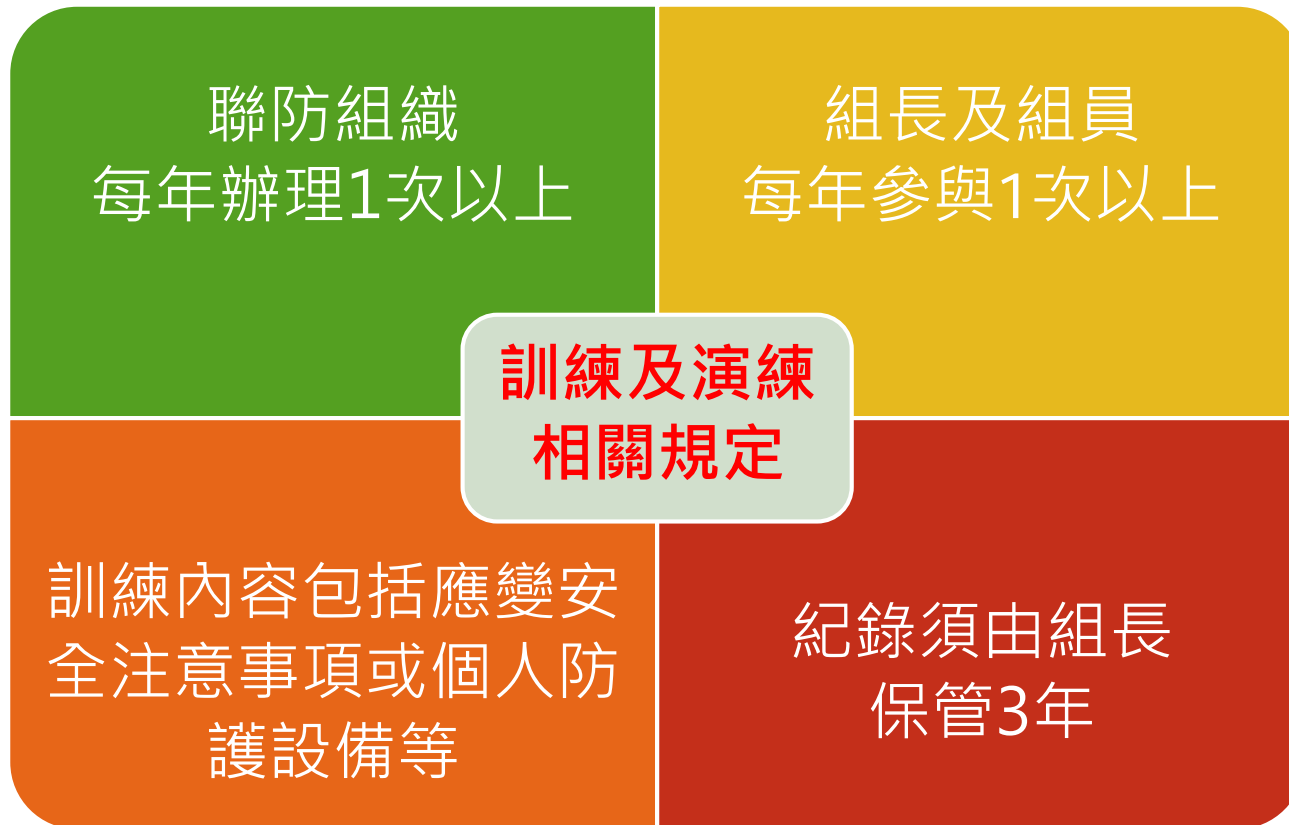 聯防組織
每年辦理1次以上
組長及組員
每年參與1次以上
訓練及演練
相關規定
訓練內容包括應變安
全注意事項或個人防
護設備等
紀錄須由組長
保管3年